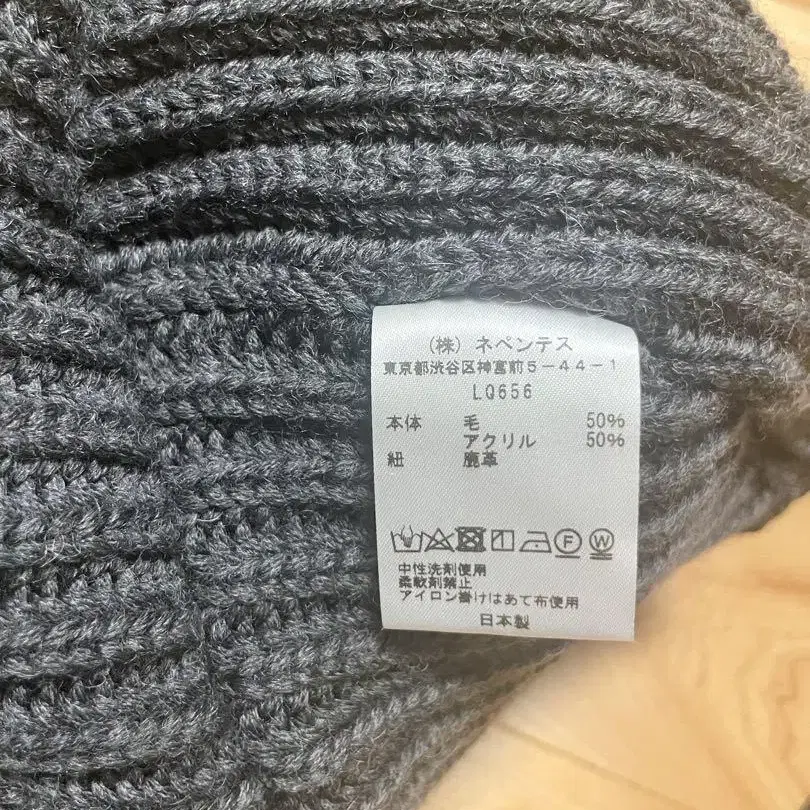 (株) ネペンテス
東京都渋谷区神宮前5-44-1
LQ656
本体 毛 50%
アクリル 50%
紐 鹿革
F W
中性洗剤使用
柔軟剤禁止
アイロン掛けはあて布使用
日本製